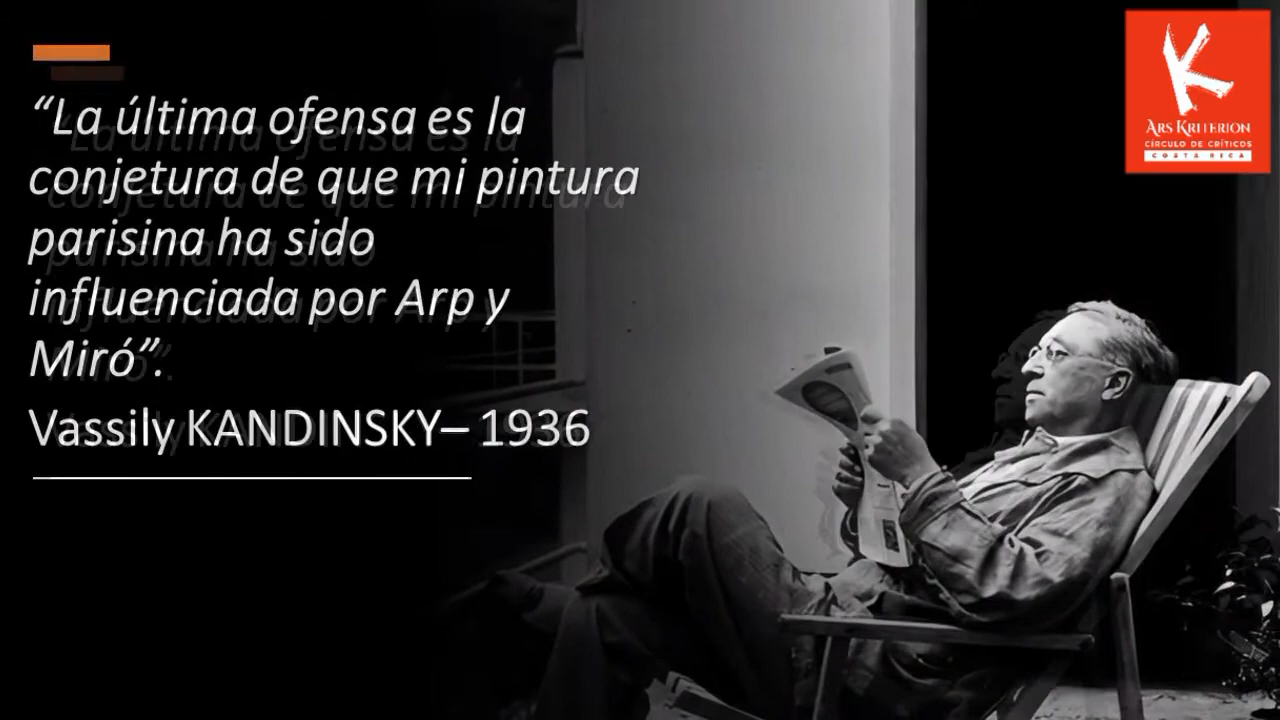 “La última ofensa es la
conjetura de que mi pintura
parisina ha sido
influenciada por Arp y
Miró”.
Vassily KANDINSKY– 1936
K
ARS KRITERION
CÍRCULO DE CRÍTICOS
COSTA RICA